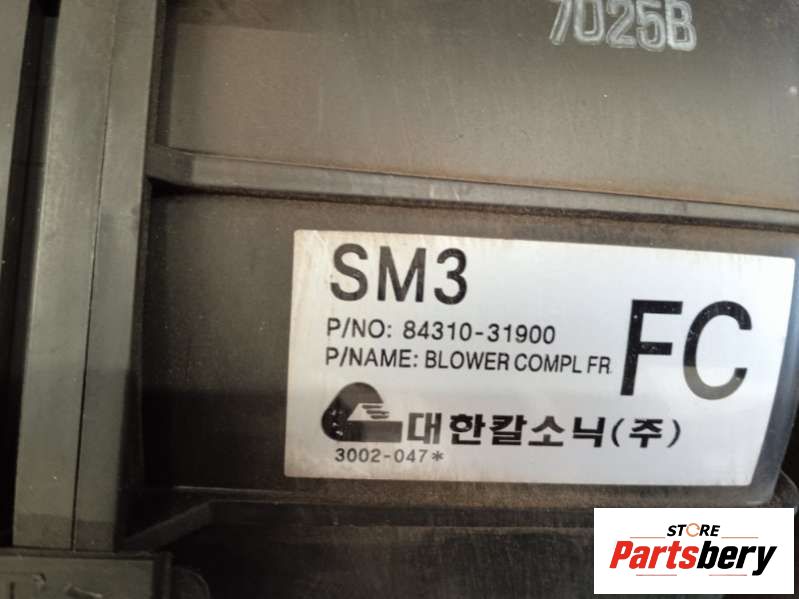 7D25B
SM3
P/NO: 84310-31900
P/NAME: BLOWER COMPL FR.
FC
대한칼소닉(주)
3002-047*
STORE
Partsbery